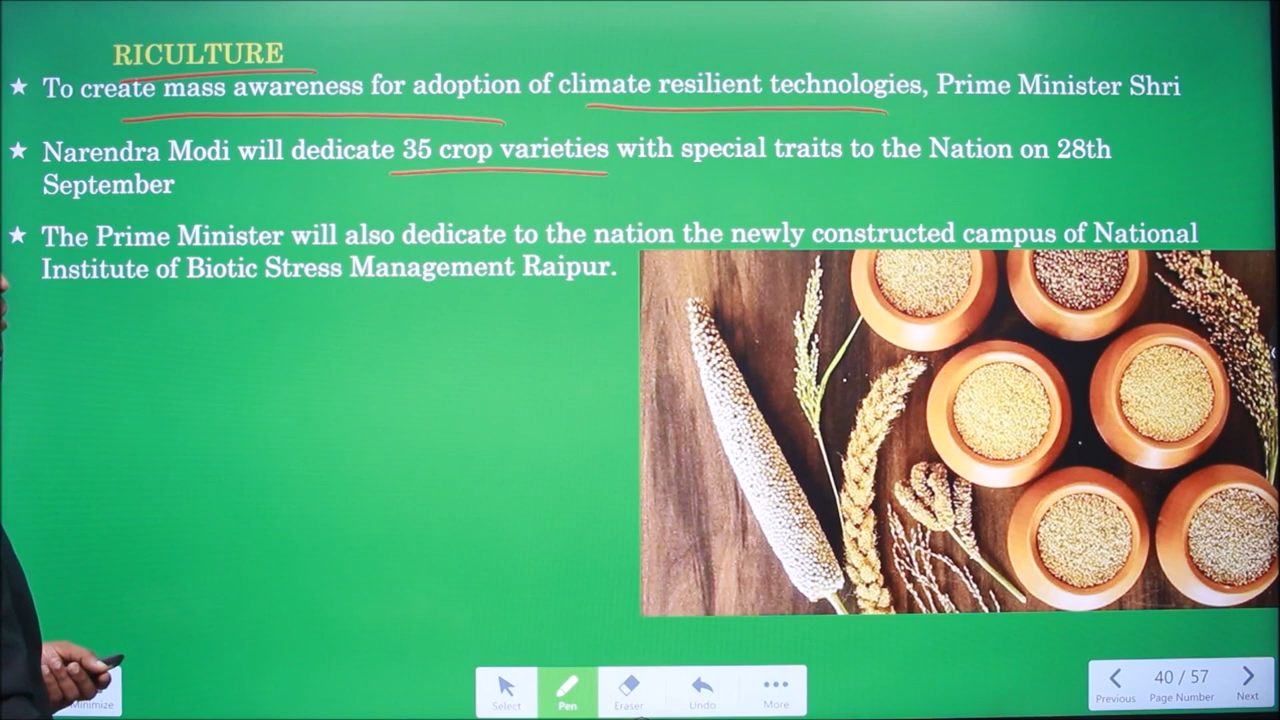 RICULTURE
★ To create mass awareness for adoption of climate resilient technologies, Prime Minister Shri
★ Narendra Modi will dedicate 35 crop varieties with special traits to the Nation on 28th
September
★ The Prime Minister will also dedicate to the nation the newly constructed campus of National
Institute of Biotic Stress Management Raipur.
Minimize
Select
Pen
Eraser
Undo
More
Previous
40 / 57
Page Number
Next